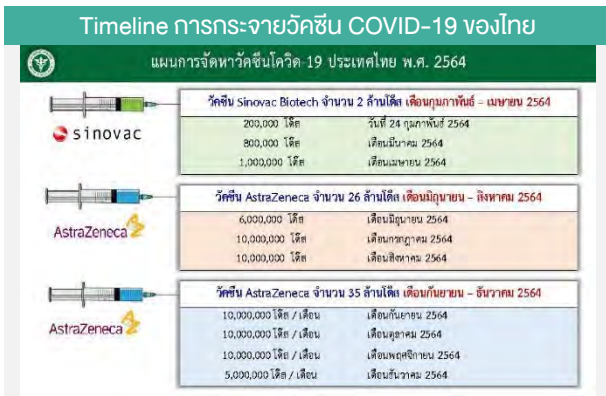 Timeline การกระจายวัคซีน COVID-19 ของไทย
แผนการจัดหาวัคซีนโควิด-19 ประเทศไทย พ.ศ. 2564
วัคซีน Sinovac Biotech จำนวน 2 ล้านโด๊ส เดือนกุมภาพันธ์ – เมษายน 2564
sinovac
200,000 โด๊ส วันที่ 24 กุมภาพันธ์ 2564
800,000 โด๊ส เดือนมีนาคม 2564
1,000,000 โด๊ส เดือนเมษายน 2564
วัคซีน AstraZeneca จำนวน 26 ล้านโด๊ส เดือนมิถุนายน – สิงหาคม 2564
AstraZeneca
6,000,000 โด๊ส เดือนมิถุนายน 2564
10,000,000 โด๊ส เดือนกรกฎาคม 2564
10,000,000 โด๊ส เดือนสิงหาคม 2564
วัคซีน AstraZeneca จำนวน 35 ล้านโด๊ส เดือนกันยายน – ธันวาคม 2564
AstraZeneca
10,000,000 โด๊ส / เดือน เดือนกันยายน 2564
10,000,000 โด๊ส / เดือน เดือนตุลาคม 2564
10,000,000 โด๊ส / เดือน เดือนพฤศจิกายน 2564
5,000,000 โด๊ส / เดือน เดือนธันวาคม 2564